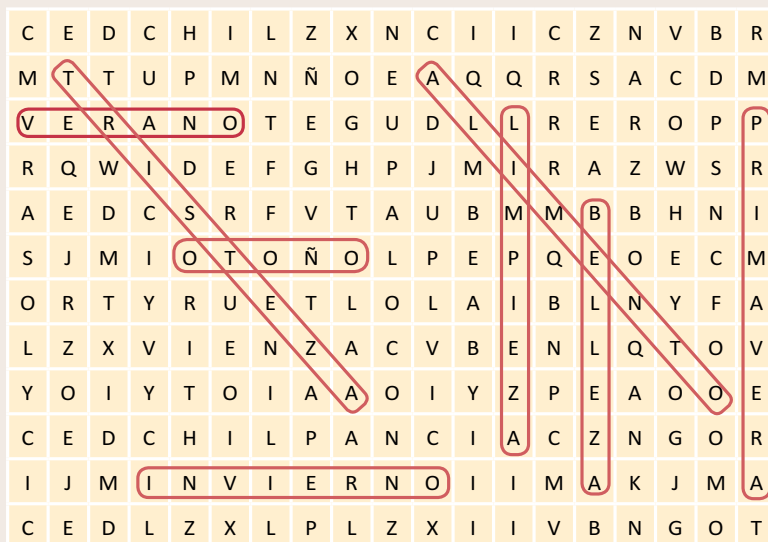 C E D C H I L Z X N C I I C Z N V B R
M T T U P M N Ñ O E A Q Q R S A C D M
V E R A N O T E G U D L L R E R O P P
R Q W I D E F G H P J M I R A Z W S R
A E D C S R F V T A U B M M B B H N I
S J M I O T O Ñ O L P E P Q E O E C M
O R T Y R U E T L O L A I B L N Y F A
L Z X V I E N Z A C V B E N L Q T O V
Y O I Y T O I A A O I Y Z P E A O O E
C E D C H I L P A N C I A C Z N G O R
I J M I N V I E R N O I I M A K J M A
C E D L Z X L P L Z X I I V B N G O T